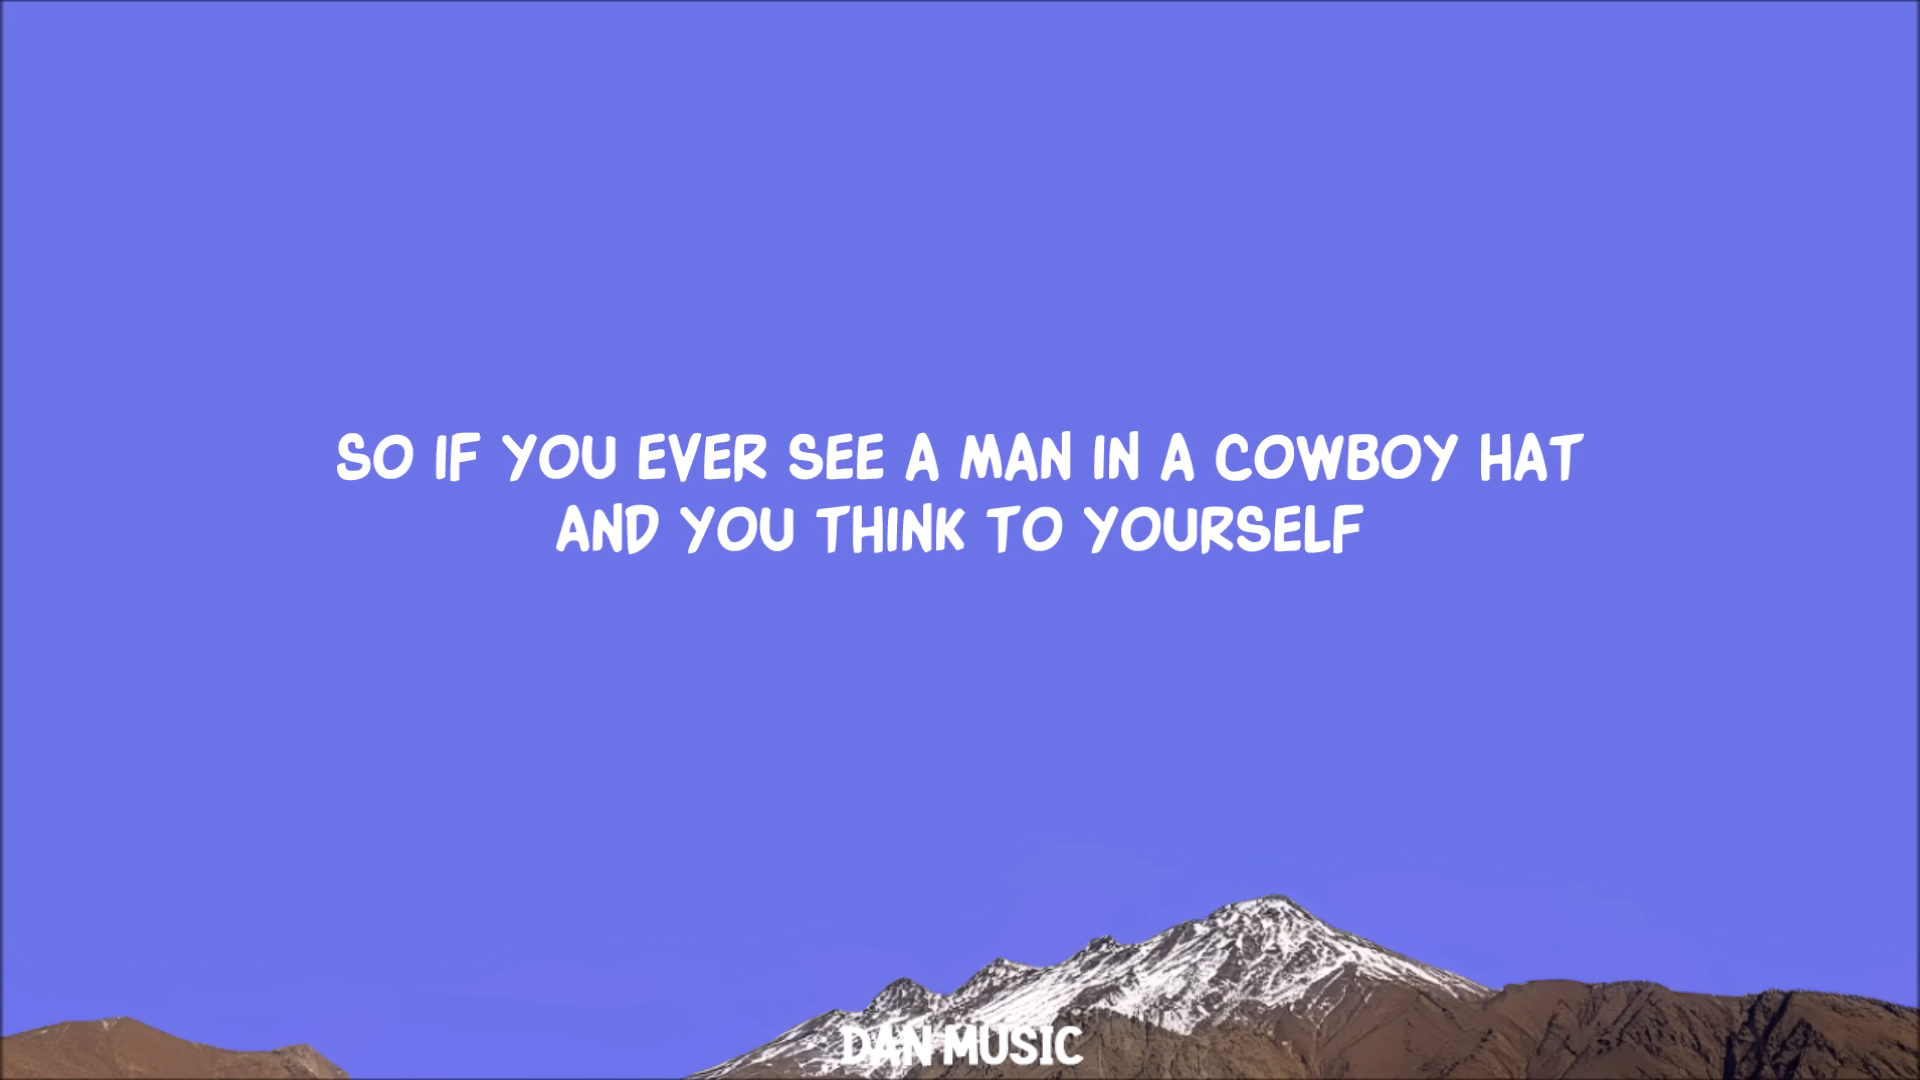 SO IF YOU EVER SEE A MAN IN A COWBOY HAT
AND YOU THINK TO YOURSELF
DAN MUSIC